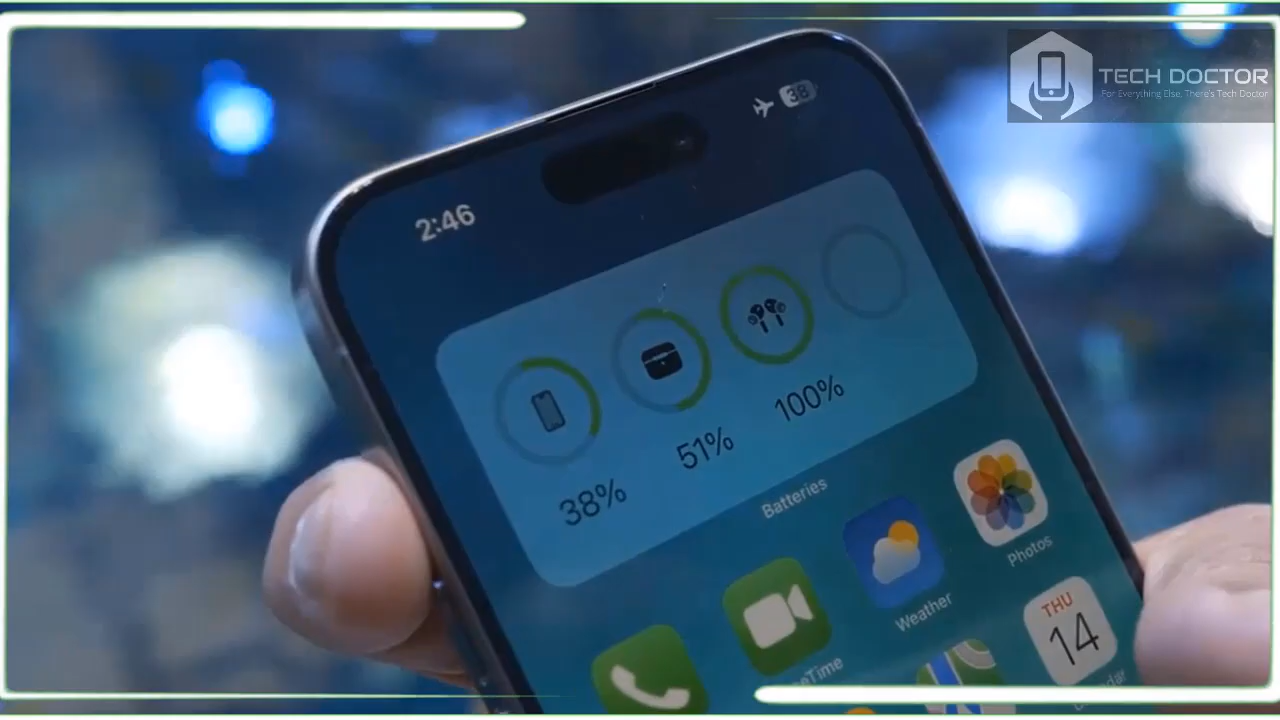 TECH DOCTOR
For Everything Else, There's Tech Doctor
38
2:46
38%
51%
100%
Batteries
Photos
Weather
THU
14